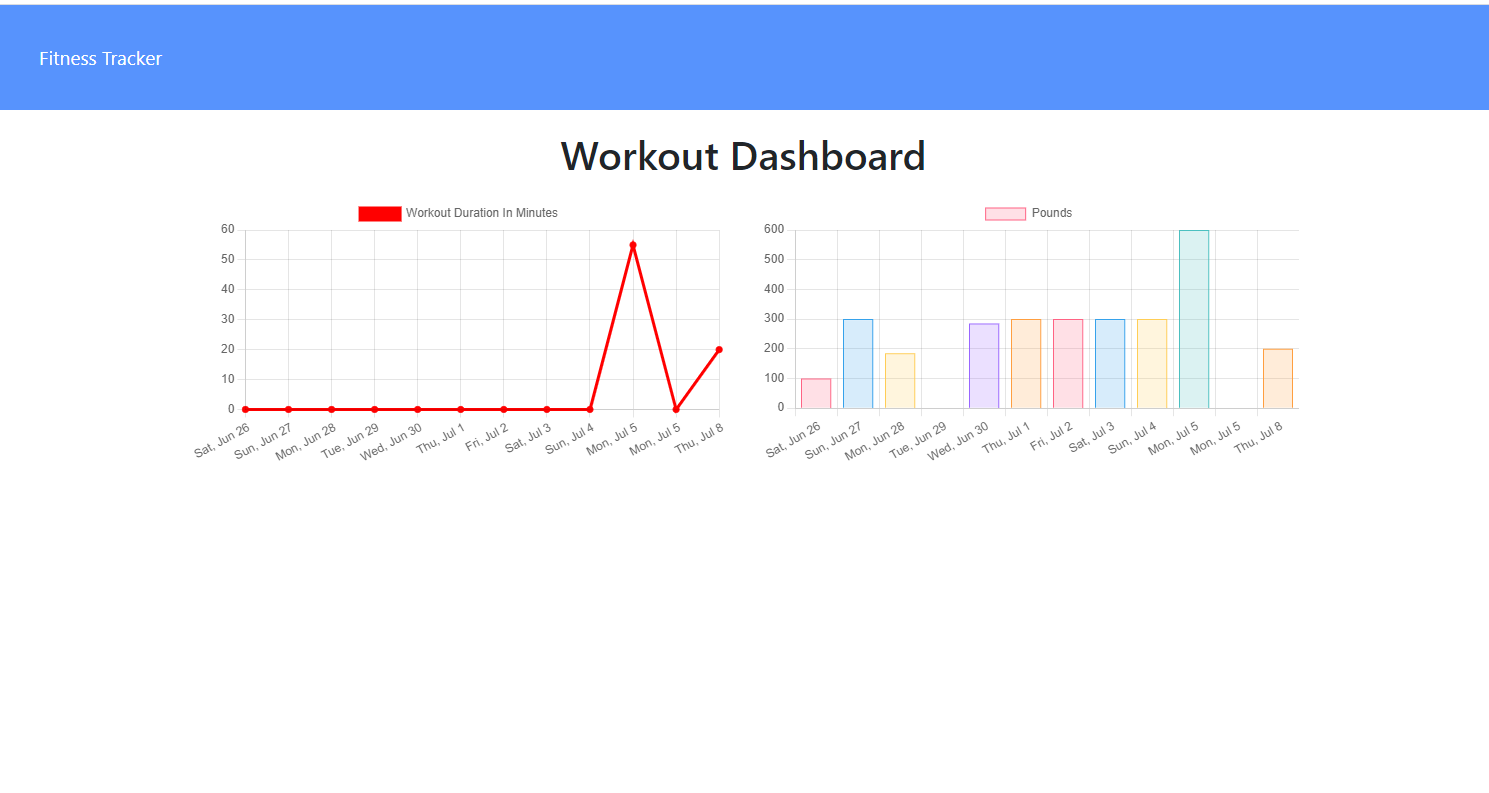 Fitness Tracker
Workout Dashboard
Workout Duration In Minutes
60
50
40
30
20
10
0
Sat, Jun 26
Sun, Jun 27
Mon, Jun 28
Tue, Jun 29
Wed, Jun 30
Thu, Jul 1
Fri, Jul 2
Sat, Jul 3
Sun, Jul 4
Mon, Jul 5
Mon, Jul 5
Thu, Jul 8
Pounds
600
500
400
300
200
100
0
Sat, Jun 26
Sun, Jun 27
Mon, Jun 28
Tue, Jun 29
Wed, Jun 30
Thu, Jul 1
Fri, Jul 2
Sat, Jul 3
Sun, Jul 4
Mon, Jul 5
Mon, Jul 5
Thu, Jul 8